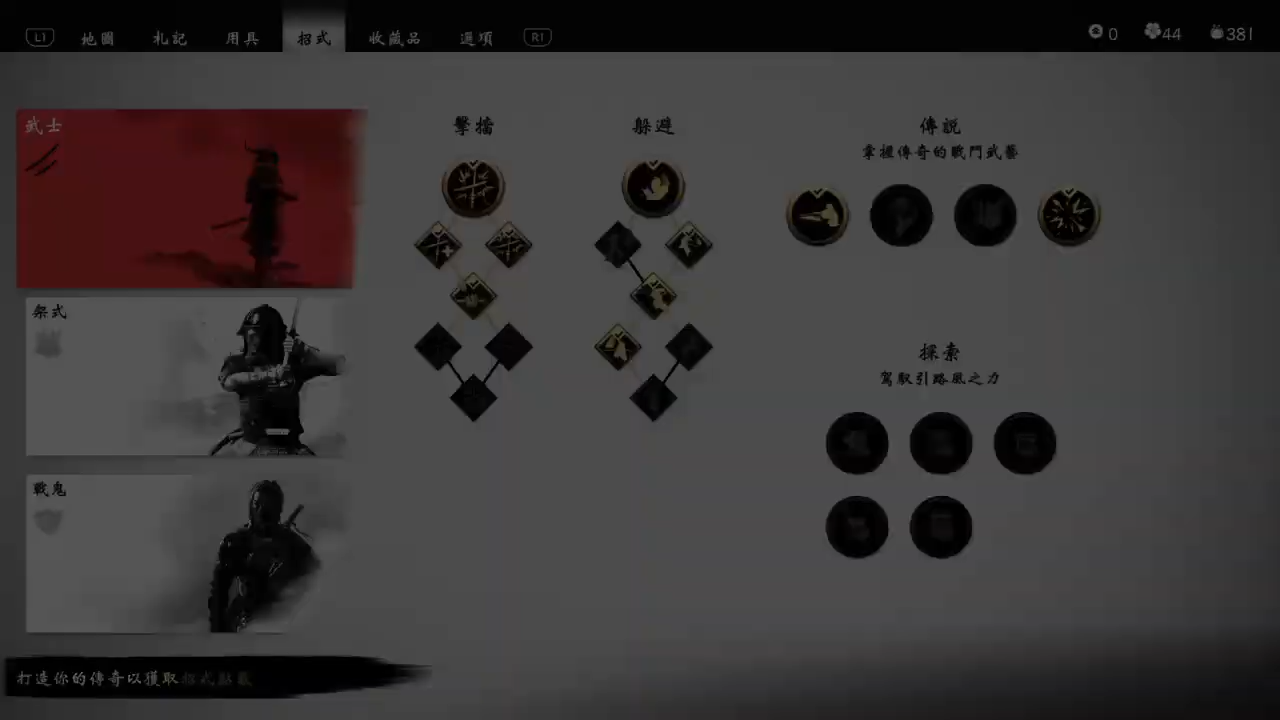 L1 地圖 札記 用具 招式 收藏品 選項 R1
0 44 381
武士
架式
戰鬼
擊擋
躲避
傳說
掌握傳奇的戰鬥武藝
探索
駕馭引路風之力
打造你的傳奇以獲取招式點數